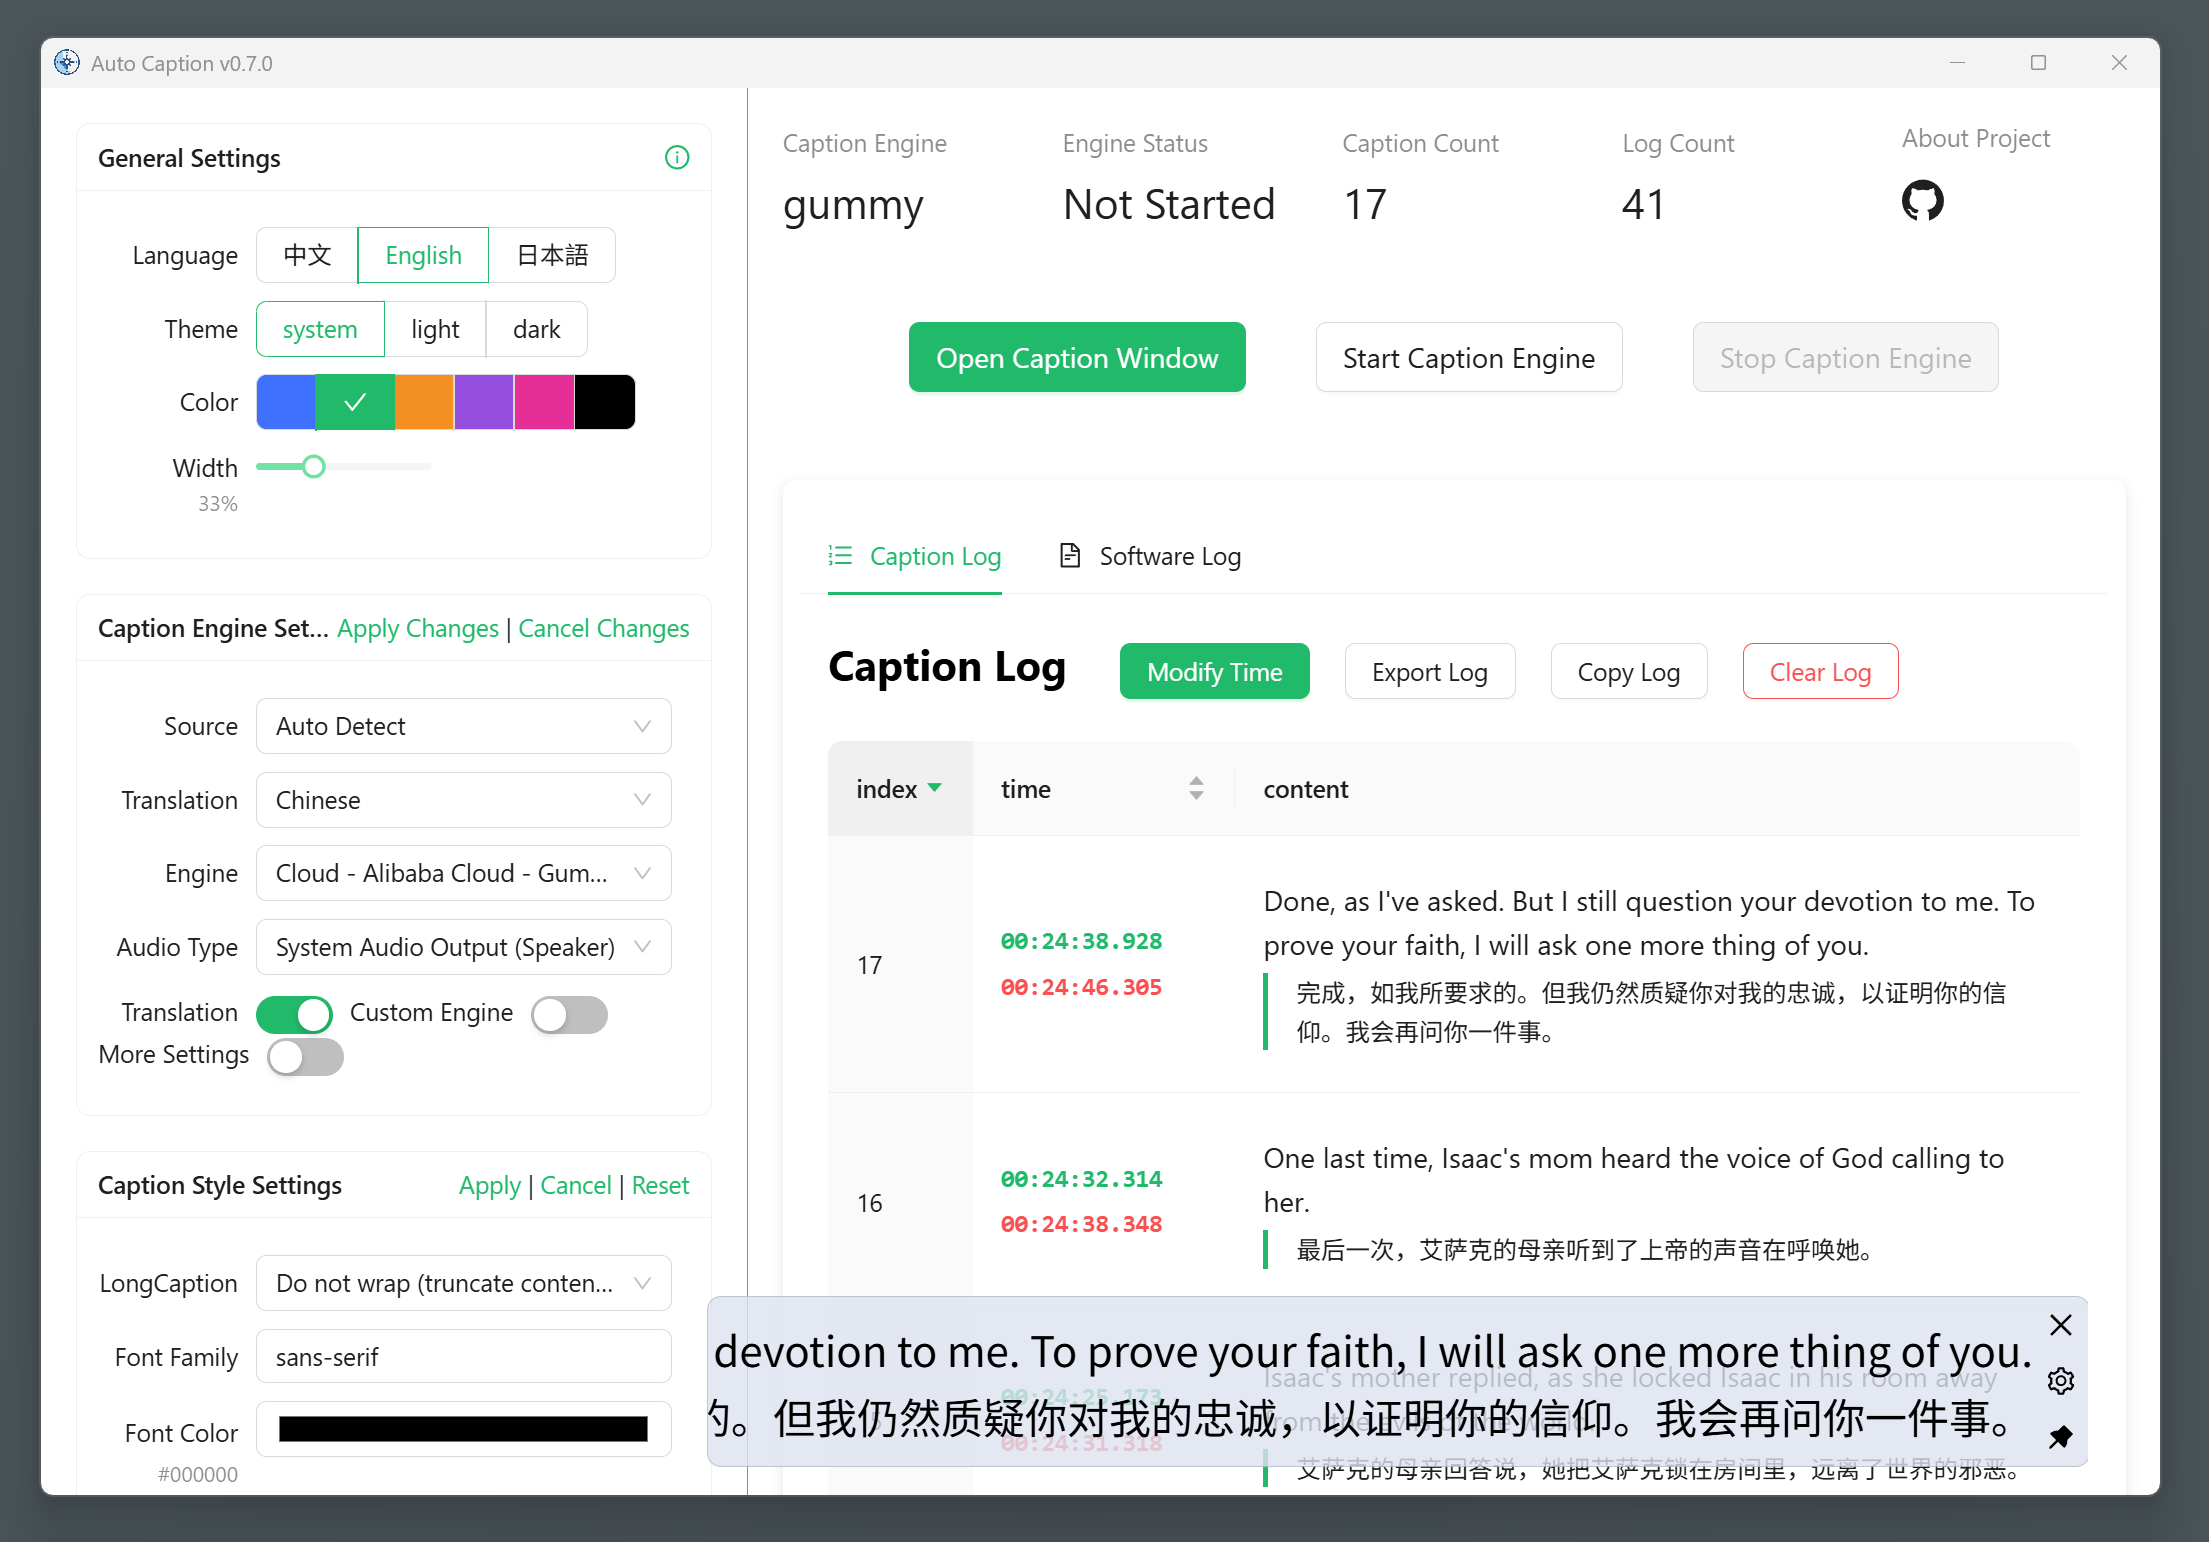 Auto Caption v0.7.0
General Settings
Language 中文 English 日本語
Theme system light dark
Color
Width
33%
Caption Engine Set... Apply Changes | Cancel Changes
Source Auto Detect
Translation Chinese
Engine Cloud - Alibaba Cloud - Gum...
Audio Type System Audio Output (Speaker)
Translation Custom Engine
More Settings
Caption Style Settings Apply | Cancel | Reset
LongCaption Do not wrap (truncate conten...
Font Family sans-serif
Font Color
#000000
Caption Engine Engine Status Caption Count Log Count About Project
gummy Not Started 17 41
Open Caption Window Start Caption Engine Stop Caption Engine
Caption Log Software Log
Caption Log Modify Time Export Log Copy Log Clear Log
index time content
17
00:24:38.928
00:24:46.305
Done, as I've asked. But I still question your devotion to me. To
prove your faith, I will ask one more thing of you.
完成，如我所要求的。但我仍然质疑你对我的忠诚，以证明你的信
仰。我会再问你一件事。
16
00:24:32.314
00:24:38.348
One last time, Isaac's mom heard the voice of God calling to
her.
最后一次，艾萨克的母亲听到了上帝的声音在呼唤她。
devotion to me. To prove your faith, I will ask one more thing of you.
的。但我仍然质疑你对我的忠诚，以证明你的信仰。我会再问你一件事。
00:24:25.173
00:24:31.318
Isaac's mother replied, as she locked Isaac in his room away
from the evils of the world.
艾萨克的母亲回答说，她把艾萨克锁在房间里，远离了世界的邪恶。